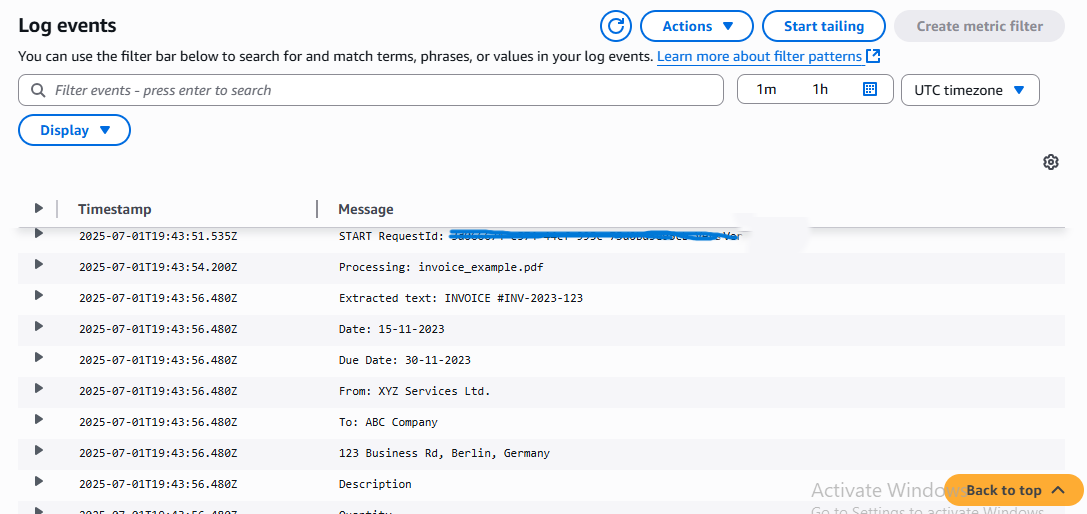 Log events
Actions
Start tailing
Create metric filter
You can use the filter bar below to search for and match terms, phrases, or values in your log events. Learn more about filter patterns
Filter events - press enter to search
1m 1h
UTC timezone
Display
Timestamp Message
2025-07-01T19:43:51.535Z START RequestId:
2025-07-01T19:43:54.200Z Processing: invoice_example.pdf
2025-07-01T19:43:56.480Z Extracted text: INVOICE #INV-2023-123
2025-07-01T19:43:56.480Z Date: 15-11-2023
2025-07-01T19:43:56.480Z Due Date: 30-11-2023
2025-07-01T19:43:56.480Z From: XYZ Services Ltd.
2025-07-01T19:43:56.480Z To: ABC Company
2025-07-01T19:43:56.480Z 123 Business Rd, Berlin, Germany
2025-07-01T19:43:56.480Z Description
Activate Windows
Back to top
2025-07-01T19:43:56.480Z Quantity
Go to Settings to activate Windows.